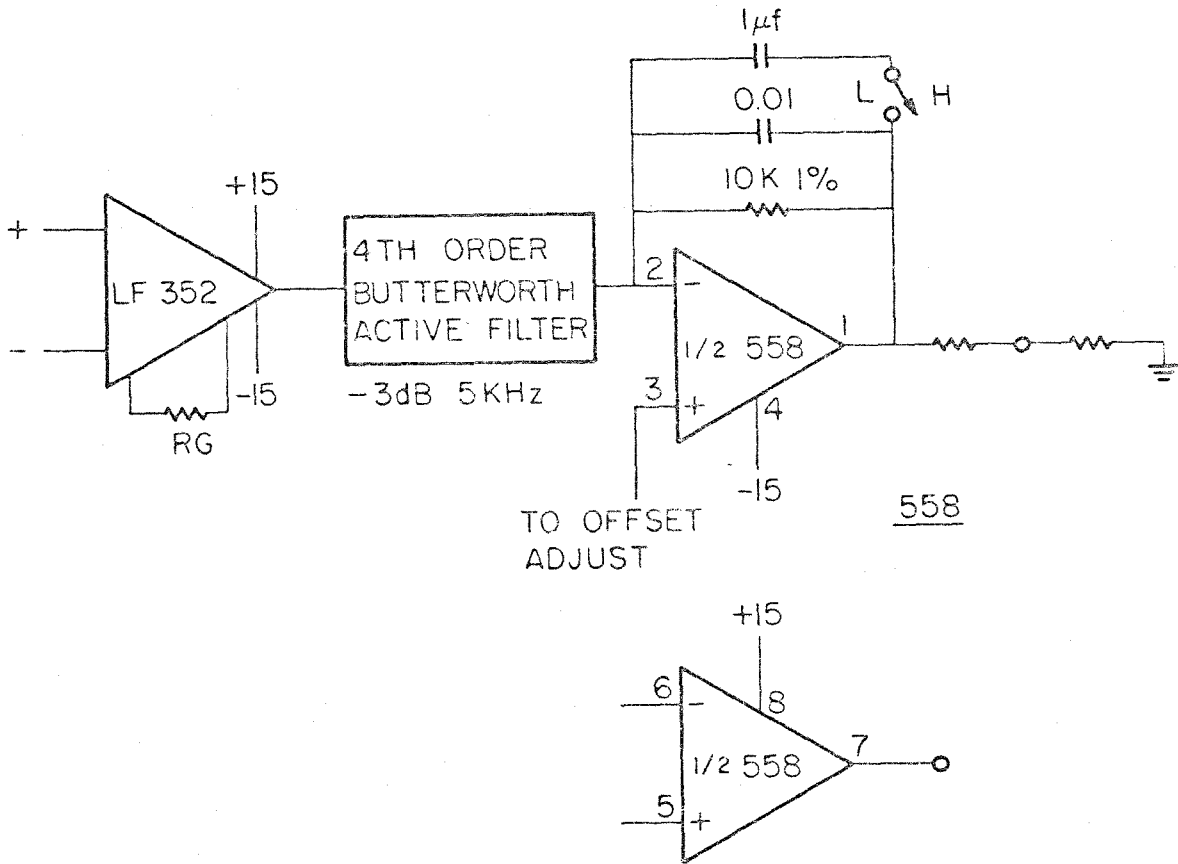 1μf
L H
0.01
10K 1%
+15
+
LF 352
-
-15
RG
4TH ORDER
BUTTERWORTH
ACTIVE FILTER
-3dB 5KHz
2
-
1/2 558
1
3
+
4
-15
TO OFFSET
ADJUST
558
+15
6
-
8
1/2 558
7
5
+